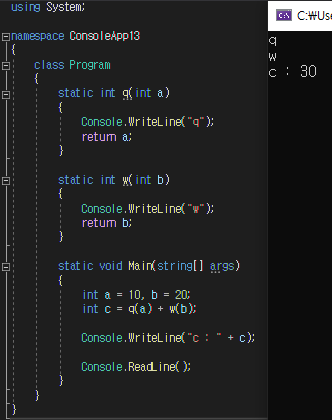 using System;
namespace ConsoleApp13
{
class Program
{
static int q(int a)
{
Console.WriteLine("q");
return a;
}
static int w(int b)
{
Console.WriteLine("w");
return b;
}
static void Main(string[] args)
{
int a = 10, b = 20;
int c = q(a) + w(b);
Console.WriteLine("c : " + c);
Console.ReadLine();
}
}
}
C:\Use
q
w
c : 30